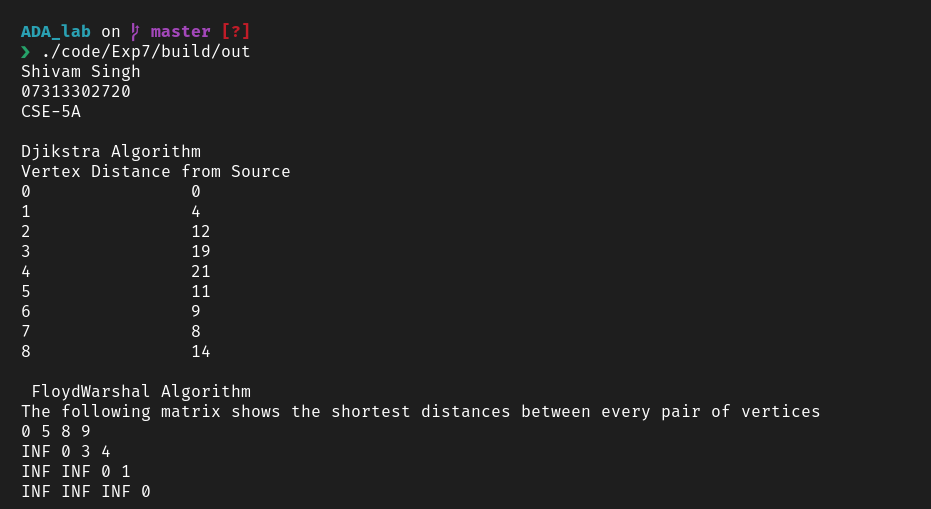 ADA_lab on master [?]
❯ ./code/Exp7/build/out
Shivam Singh
07313302720
CSE-5A
Djikstra Algorithm
Vertex Distance from Source
0 0
1 4
2 12
3 19
4 21
5 11
6 9
7 8
8 14
FloydWarshal Algorithm
The following matrix shows the shortest distances between every pair of vertices
0 5 8 9
INF 0 3 4
INF INF 0 1
INF INF INF 0